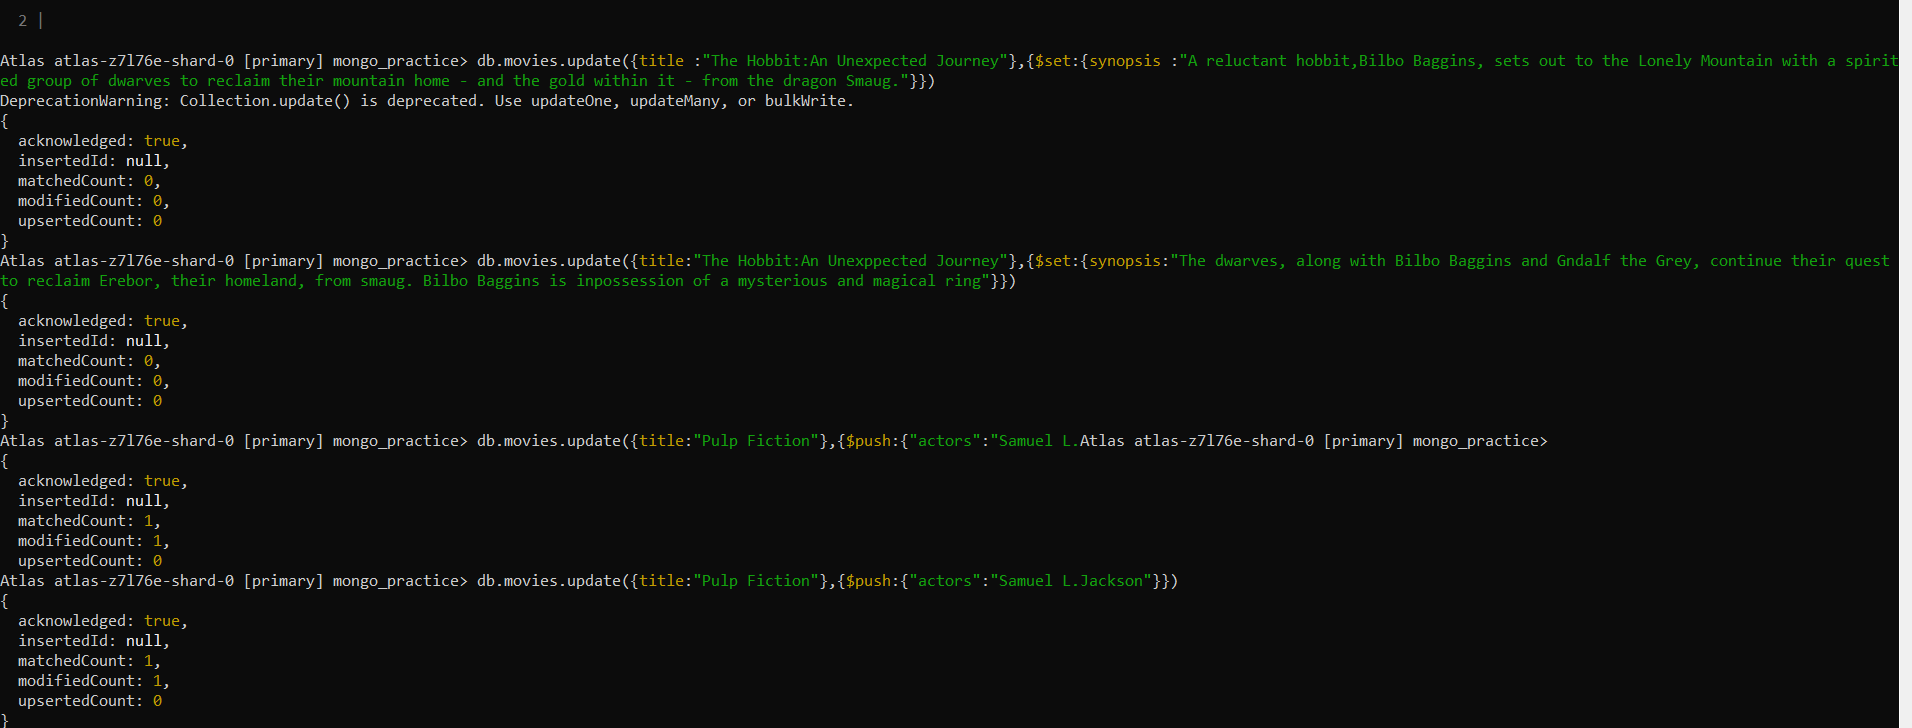 2 |
Atlas atlas-z7l76e-shard-0 [primary] mongo_practice> db.movies.update({title :"The Hobbit:An Unexpected Journey"},{$set:{synopsis :"A reluctant hobbit,Bilbo Baggins, sets out to the Lonely Mountain with a spirit
ed group of dwarves to reclaim their mountain home - and the gold within it - from the dragon Smaug."}})
DeprecationWarning: Collection.update() is deprecated. Use updateOne, updateMany, or bulkWrite.
{
  acknowledged: true,
  insertedId: null,
  matchedCount: 0,
  modifiedCount: 0,
  upsertedCount: 0
}
Atlas atlas-z7l76e-shard-0 [primary] mongo_practice> db.movies.update({title:"The Hobbit:An Unexppected Journey"},{$set:{synopsis:"The dwarves, along with Bilbo Baggins and Gndalf the Grey, continue their quest
to reclaim Erebor, their homeland, from smaug. Bilbo Baggins is inpossession of a mysterious and magical ring"}})
{
  acknowledged: true,
  insertedId: null,
  matchedCount: 0,
  modifiedCount: 0,
  upsertedCount: 0
}
Atlas atlas-z7l76e-shard-0 [primary] mongo_practice> db.movies.update({title:"Pulp Fiction"},{$push:{"actors":"Samuel L.Atlas atlas-z7l76e-shard-0 [primary] mongo_practice>
{
  acknowledged: true,
  insertedId: null,
  matchedCount: 1,
  modifiedCount: 1,
  upsertedCount: 0
Atlas atlas-z7l76e-shard-0 [primary] mongo_practice> db.movies.update({title:"Pulp Fiction"},{$push:{"actors":"Samuel L.Jackson"}})
{
  acknowledged: true,
  insertedId: null,
  matchedCount: 1,
  modifiedCount: 1,
  upsertedCount: 0
}